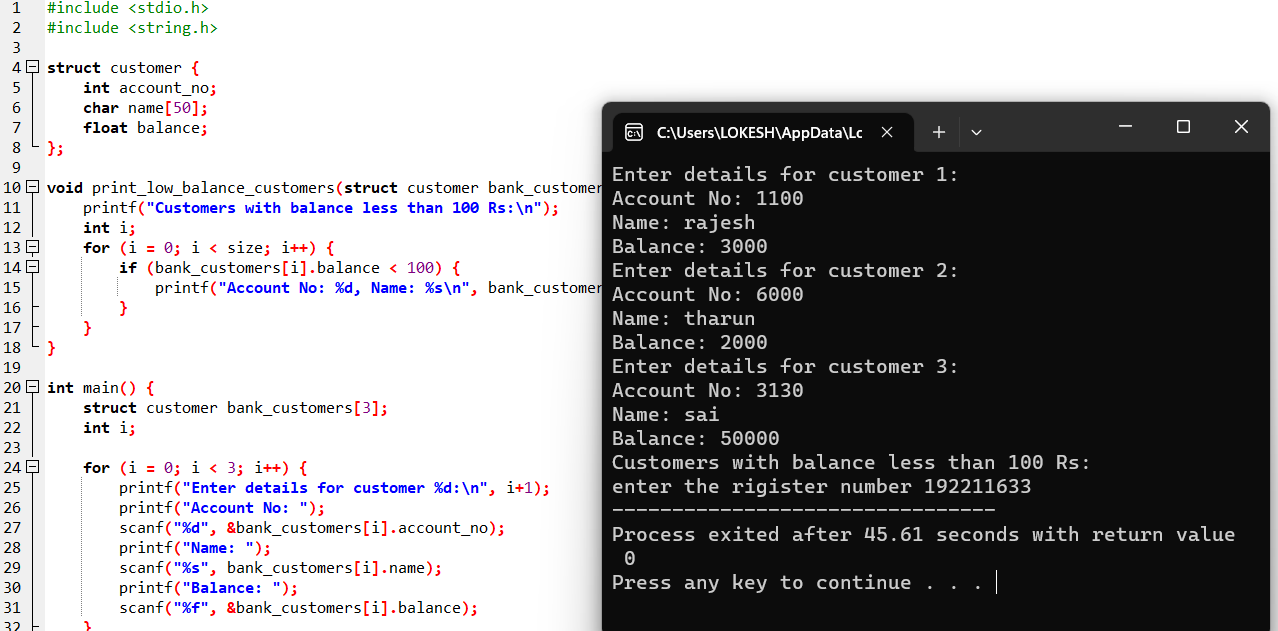 1 #include <stdio.h>
2 #include <string.h>
3
4 struct customer {
5 int account_no;
6 char name[50];
7 float balance;
8 };
9
10 void print_low_balance_customers(struct customer bank_customer
11 printf("Customers with balance less than 100 Rs:\n");
12 int i;
13 for (i = 0; i < size; i++) {
14 if (bank_customers[i].balance < 100) {
15 printf("Account No: %d, Name: %s\n", bank_customer
16 }
17 }
18 }
19
20 int main() {
21 struct customer bank_customers[3];
22 int i;
23
24 for (i = 0; i < 3; i++) {
25 printf("Enter details for customer %d:\n", i+1);
26 printf("Account No: ");
27 scanf("%d", &bank_customers[i].account_no);
28 printf("Name: ");
29 scanf("%s", bank_customers[i].name);
30 printf("Balance: ");
31 scanf("%f", &bank_customers[i].balance);
32 }
C:\Users\LOKESH\AppData\Lc
Enter details for customer 1:
Account No: 1100
Name: rajesh
Balance: 3000
Enter details for customer 2:
Account No: 6000
Name: tharun
Balance: 2000
Enter details for customer 3:
Account No: 3130
Name: sai
Balance: 50000
Customers with balance less than 100 Rs:
enter the rigister number 192211633
--------------------------------
Process exited after 45.61 seconds with return value
0
Press any key to continue . . .